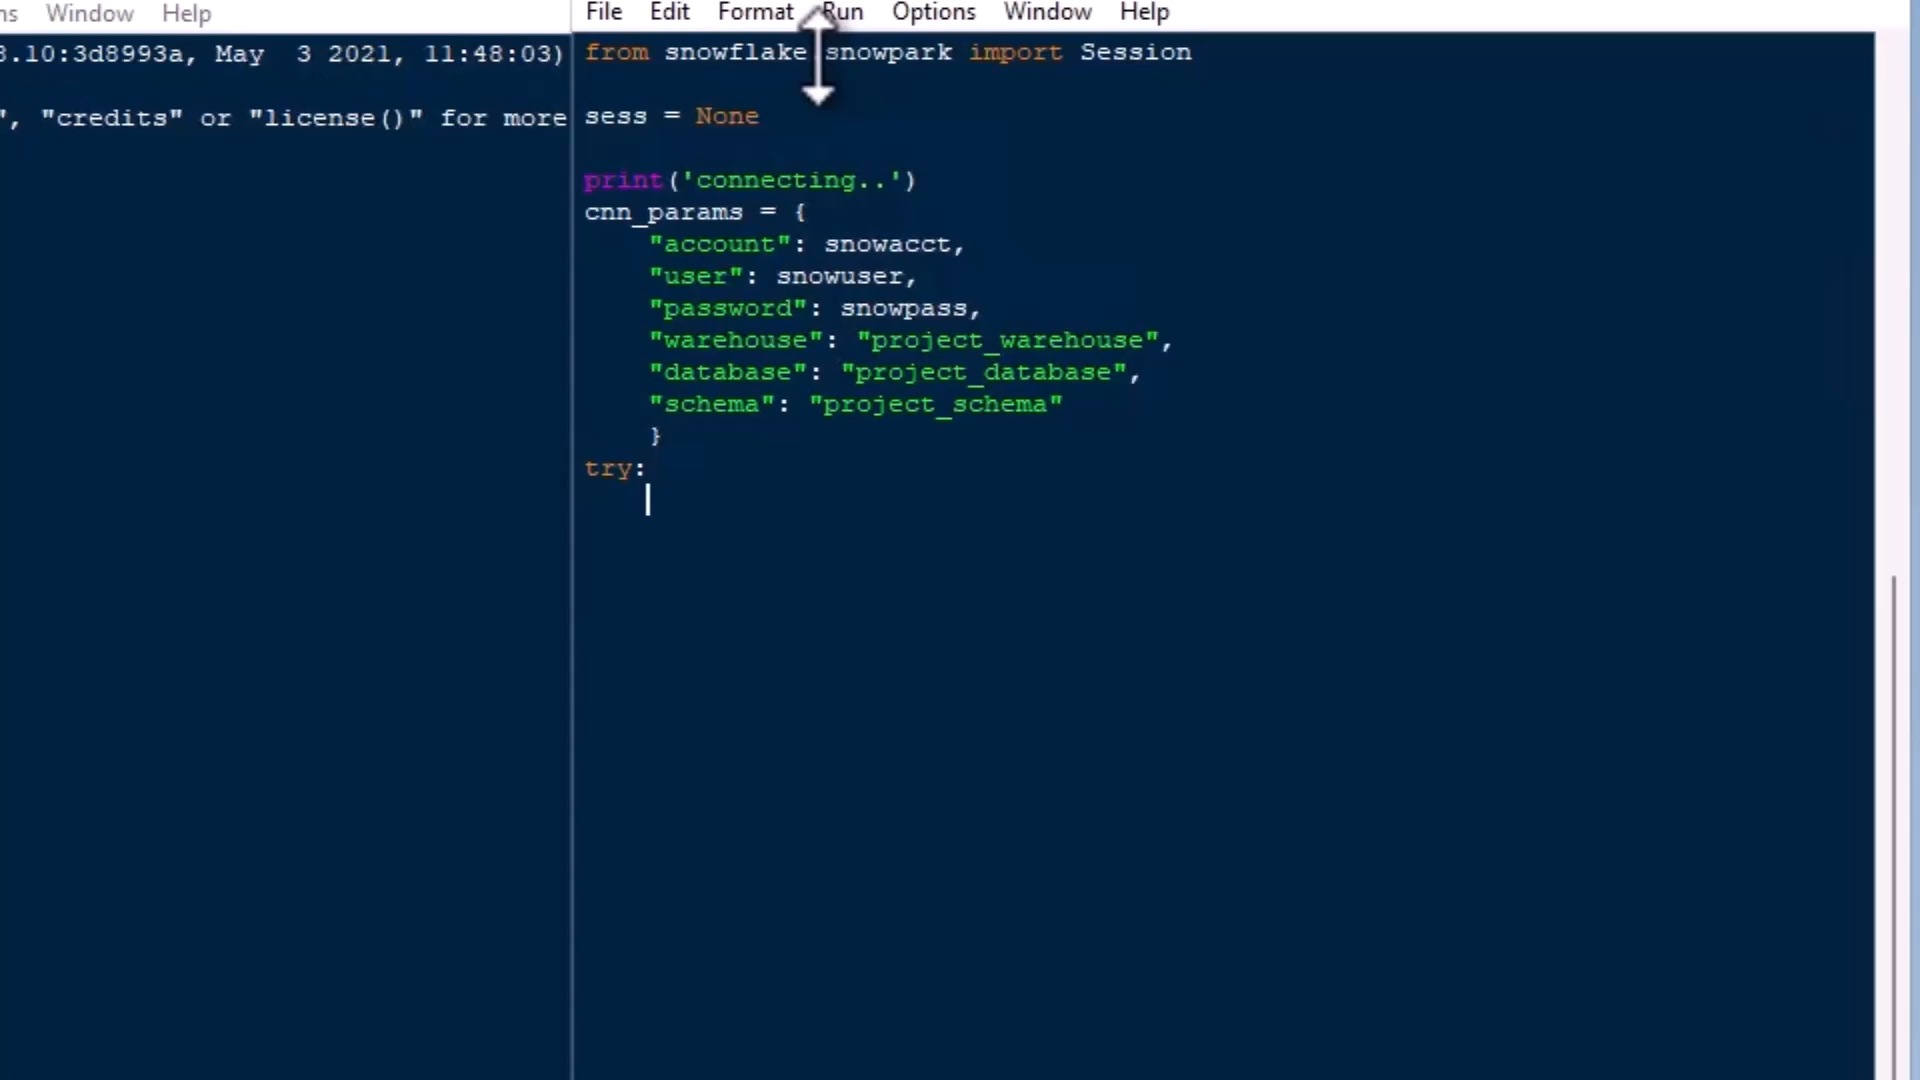 Window Help
File Edit Format Run Options Window Help
3.10:3d8993a, May  3 2021, 11:48:03)
", "credits" or "license()" for more
from snowflake snowpark import Session
sess = None
print('connecting..')
cnn_params = {
"account": snowacct,
"user": snowuser,
"password": snowpass,
"warehouse": "project_warehouse",
"database": "project_database",
"schema": "project_schema"
}
try: